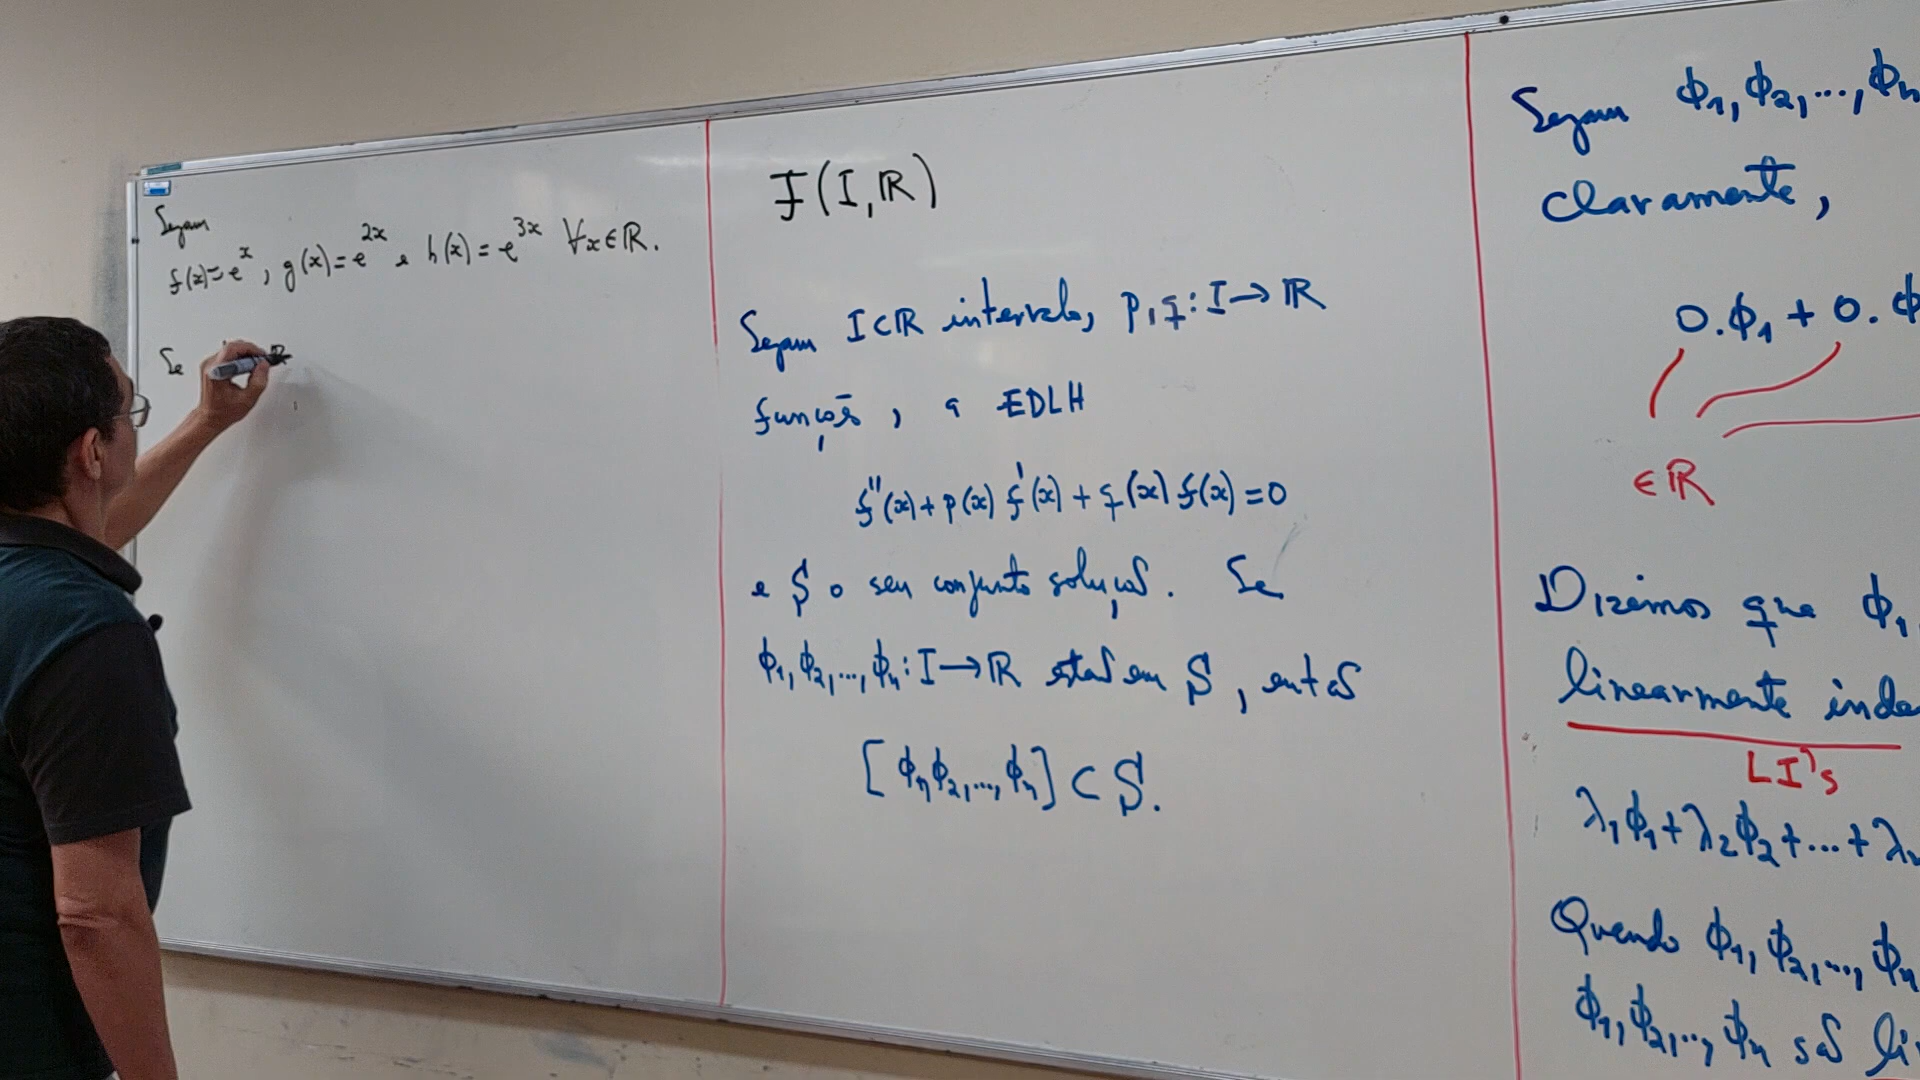 Sejam
f(x)=e^x, g(x)=e^{2x} e h(x)=e^{3x} ∀x∈ℝ.
Se
F(I,ℝ)
Sejam I⊂ℝ intervalo, p,q:I→ℝ
funções, a EDLH
f''(x)+p(x)f'(x)+q(x)f(x)=0
e S o seu conjunto solução. Se
ϕ₁,ϕ₂,...,ϕₙ:I→ℝ estão em S, então
[ϕ₁,ϕ₂,...,ϕₙ]⊂S.
Sejam ϕ₁,ϕ₂,...,ϕₙ
claramente,
0.ϕ₁+0.ϕ
∈ℝ
Dizemos que ϕ₁,
linearmente inde
LI's
λ₁ϕ₁+λ₂ϕ₂+...+λₙ
Quando ϕ₁,ϕ₂,...,ϕₙ
ϕ₁,ϕ₂,...,ϕₙ são li